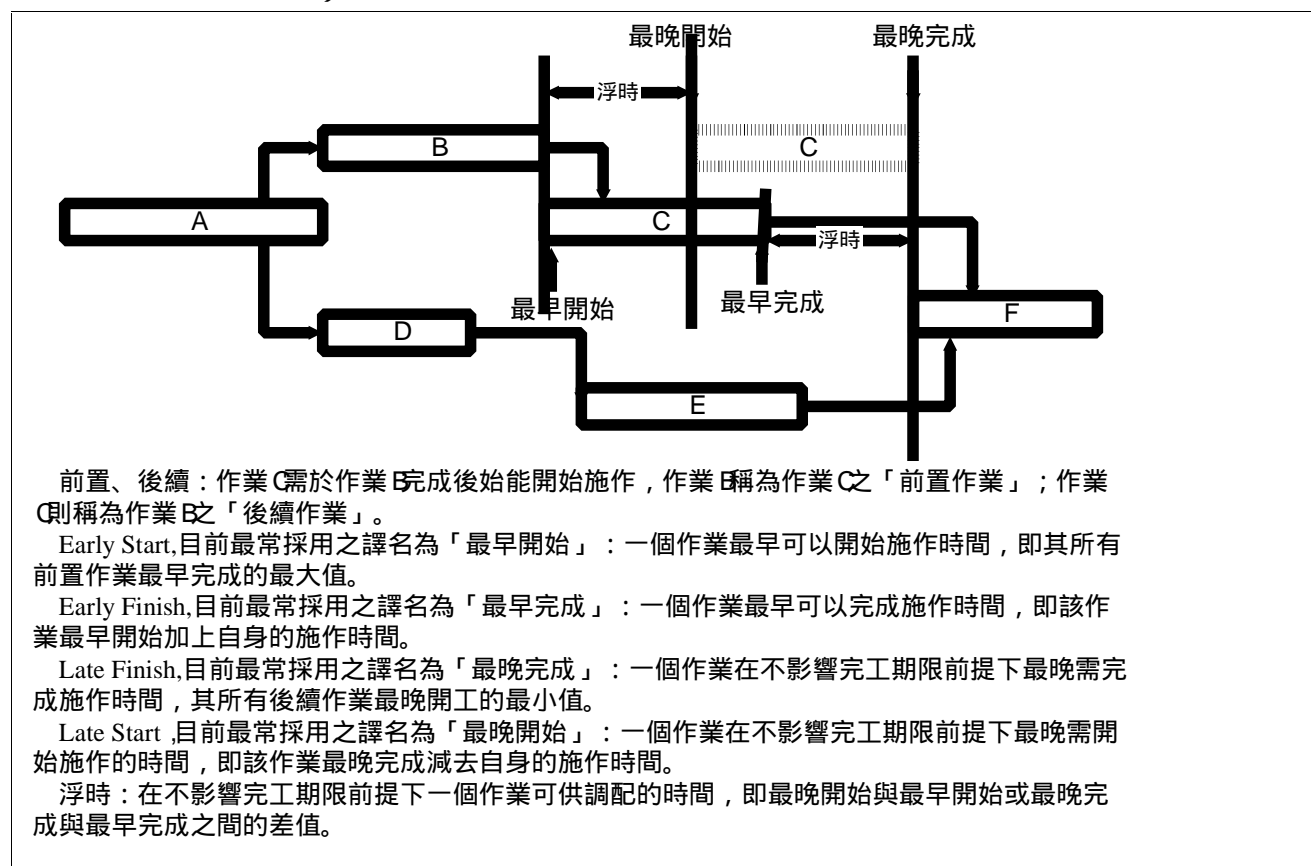 最晚開始 最晚完成
浮時
B
C
A
C
浮時
最早開始
最早完成
F
D
E
前置、後續：作業C需於作業B完成後始能開始施作，作業B稱為作業C之「前置作業」；作業
C則稱為作業B之「後續作業」。
Early Start,目前最常採用之譯名為「最早開始」：一個作業最早可以開始施作時間，即其所有
前置作業最早完成的最大值。
Early Finish,目前最常採用之譯名為「最早完成」：一個作業最早可以完成施作時間，即該作
業最早開始加上自身的施作時間。
Late Finish,目前最常採用之譯名為「最晚完成」：一個作業在不影響完工期限前提下最晚需完
成施作時間，其所有後續作業最晚開工的最小值。
Late Start ,目前最常採用之譯名為「最晚開始」：一個作業在不影響完工期限前提下最晚需開
始施作的時間，即該作業最晚完成減去自身的施作時間。
浮時：在不影響完工期限前提下一個作業可供調配的時間，即最晚開始與最早開始或最晚完
成與最早完成之間的差值。